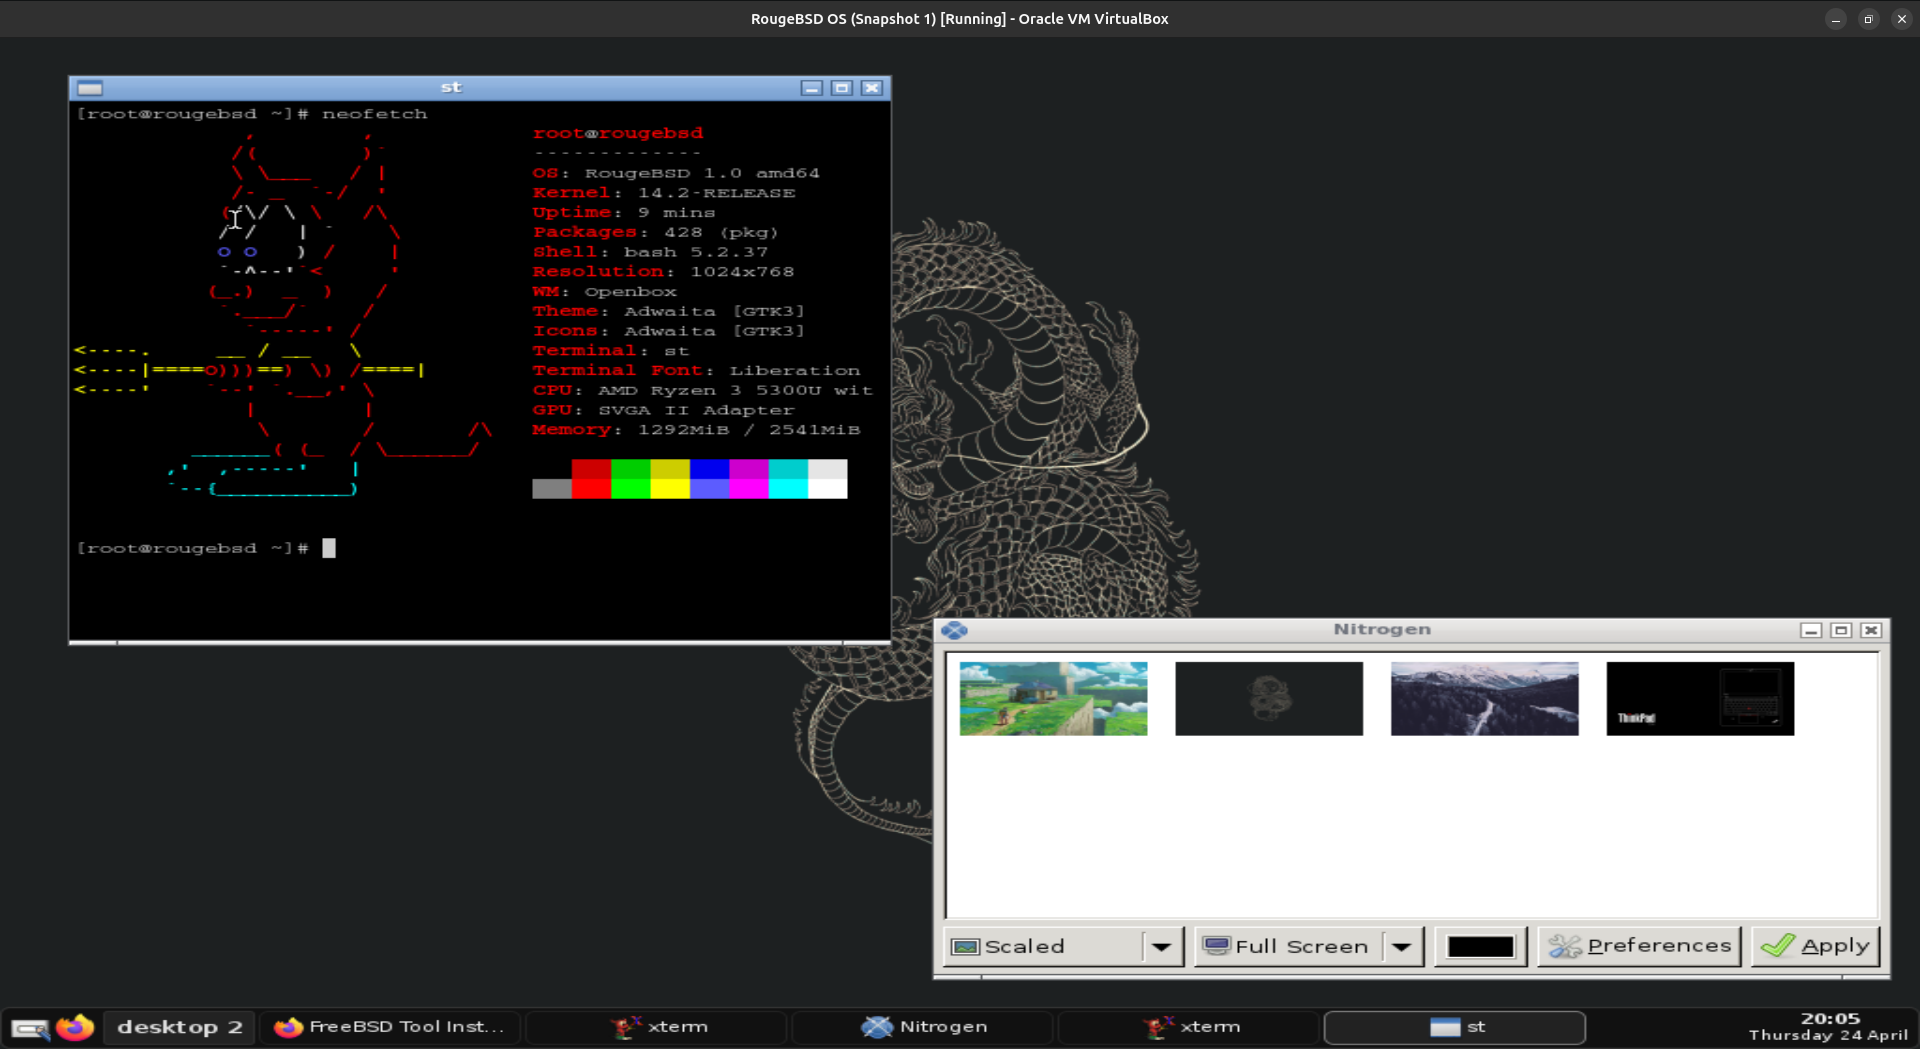 RougeBSD OS (Snapshot 1) [Running] - Oracle VM VirtualBox
st
[root@rougebsd ~]# neofetch
root@rougebsd
-------------
OS: RougeBSD 1.0 amd64
Kernel: 14.2-RELEASE
Uptime: 9 mins
Packages: 428 (pkg)
Shell: bash 5.2.37
Resolution: 1024x768
WM: Openbox
Theme: Adwaita [GTK3]
Icons: Adwaita [GTK3]
Terminal: st
Terminal Font: Liberation
CPU: AMD Ryzen 3 5300U wit
GPU: SVGA II Adapter
Memory: 1292MiB / 2541MiB
[root@rougebsd ~]#
Nitrogen
ThinkPad
Scaled
Full Screen
Preferences
Apply
desktop 2
FreeBSD Tool Inst...
xterm
Nitrogen
xterm
st
20:05
Thursday 24 April